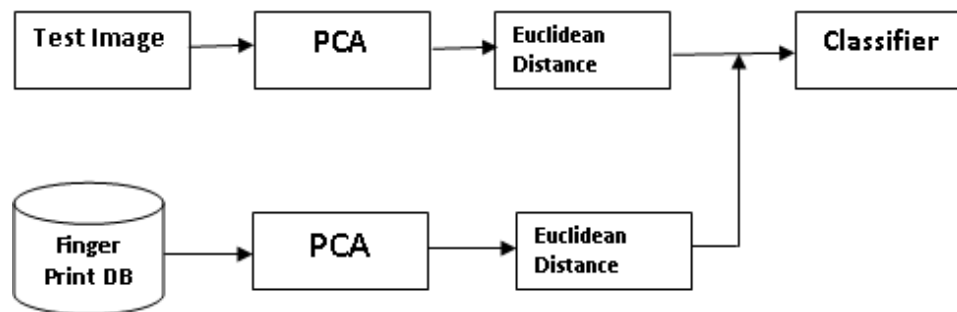 Test Image
PCA
Euclidean
Distance
Classifier
Finger
Print DB
PCA
Euclidean
Distance